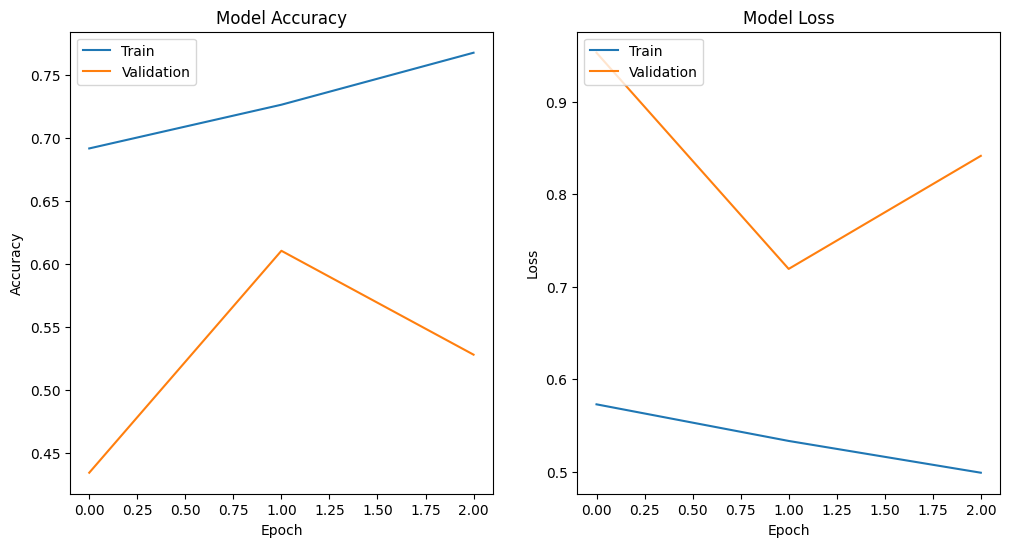 Model Accuracy
Train
Validation
0.75
0.70
0.65
0.60
0.55
0.50
0.45
Accuracy
0.00 0.25 0.50 0.75 1.00 1.25 1.50 1.75 2.00
Epoch
Model Loss
Train
Validation
0.9
0.8
0.7
0.6
0.5
Loss
0.00 0.25 0.50 0.75 1.00 1.25 1.50 1.75 2.00
Epoch